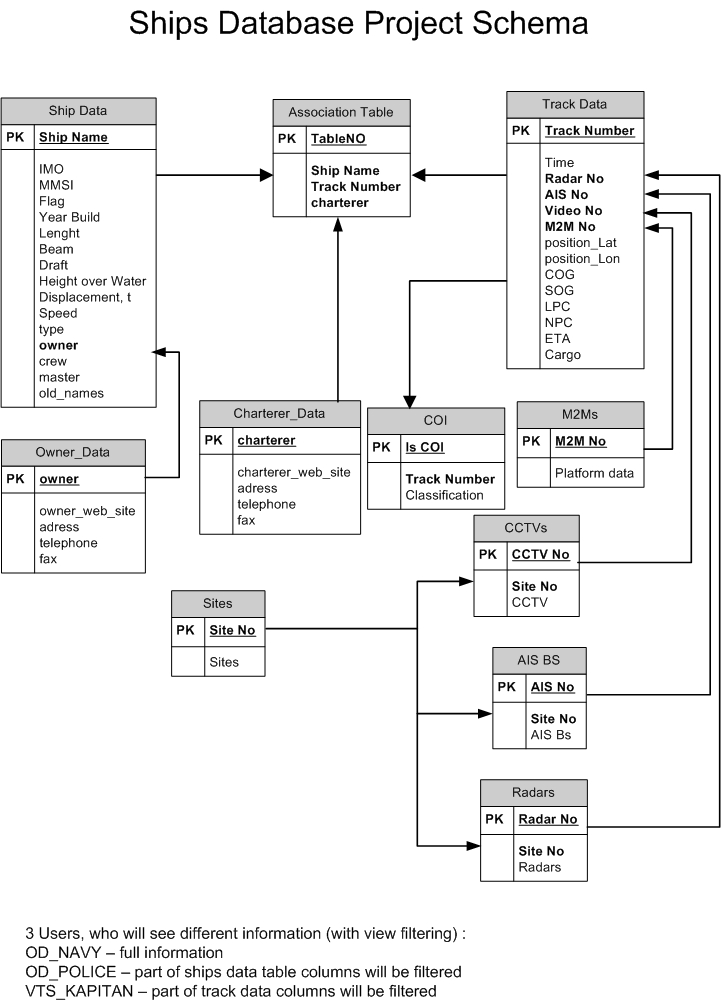 Ships Database Project Schema
Ship Data
PK Ship Name
IMO
MMSI
Flag
Year Build
Lenght
Beam
Draft
Height over Water
Displacement, t
Speed
type
owner
crew
master
old_names
Association Table
PK TableNO
Ship Name
Track Number
charterer
Track Data
PK Track Number
Time
Radar No
AIS No
Video No
M2M No
position_Lat
position_Lon
COG
SOG
LPC
NPC
ETA
Cargo
Owner_Data
PK owner
owner_web_site
adress
telephone
fax
Charterer_Data
PK charterer
charterer_web_site
adress
telephone
fax
COI
PK Is COI
Track Number
Classification
M2Ms
PK M2M No
Platform data
CCTVs
PK CCTV No
Site No
CCTV
Sites
PK Site No
Sites
AIS BS
PK AIS No
Site No
AIS Bs
Radars
PK Radar No
Site No
Radars
3 Users, who will see different information (with view filtering) :
OD_NAVY – full information
OD_POLICE – part of ships data table columns will be filtered
VTS_KAPITAN – part of track data columns will be filtered